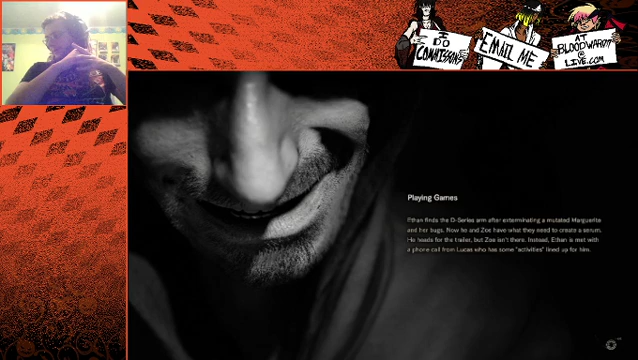 I DO
COMMISSIONS
EMAIL ME
AT
@
LIVE.COM
Playing Games
Ethan finds the D-Series arm after exterminating a mutated Marguerite
and her bugs. Now he and Zoe have what they need to create a serum.
He heads for the trailer, but Zoe isn't there. Instead, Ethan is met with
a phone call from Lucas who has some "activities" lined up for him.